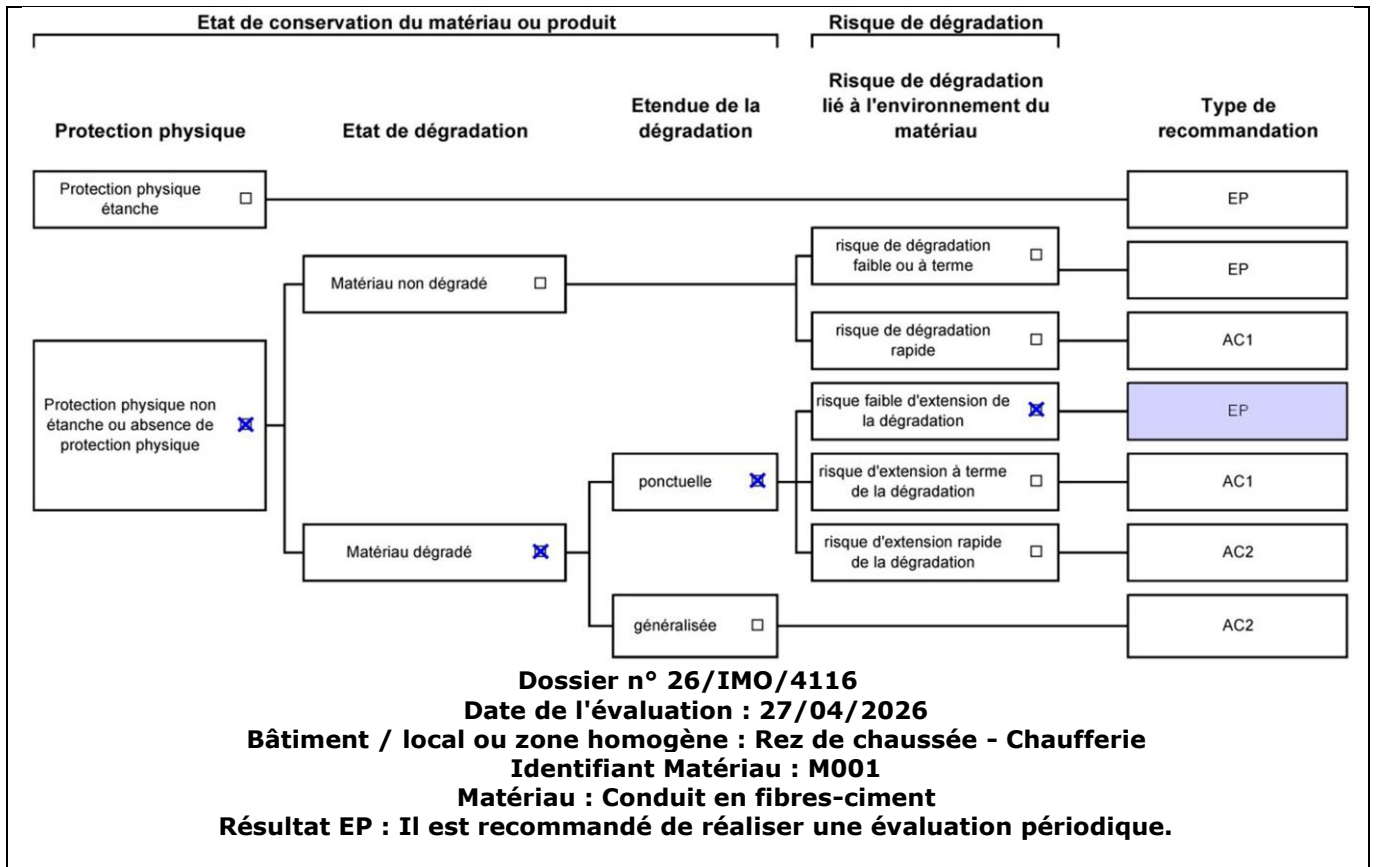 Etat de conservation du matériau ou produit
Risque de dégradation
Protection physique
Etat de dégradation
Etendue de la
dégradation
Risque de dégradation
lié à l'environnement du
matériau
Type de
recommandation
Protection physique
étanche
EP
risque de dégradation
faible ou à terme
EP
Matériau non dégradé
risque de dégradation
rapide
AC1
Protection physique non
étanche ou absence de
protection physique
risque faible d'extension de
la dégradation
EP
ponctuelle
risque d'extension à terme
de la dégradation
AC1
Matériau dégradé
risque d'extension rapide
de la dégradation
AC2
généralisée
AC2
Dossier n° 26/IMO/4116
Date de l'évaluation : 27/04/2026
Bâtiment / local ou zone homogène : Rez de chaussée - Chaufferie
Identifiant Matériau : M001
Matériau : Conduit en fibres-ciment
Résultat EP : Il est recommandé de réaliser une évaluation périodique.